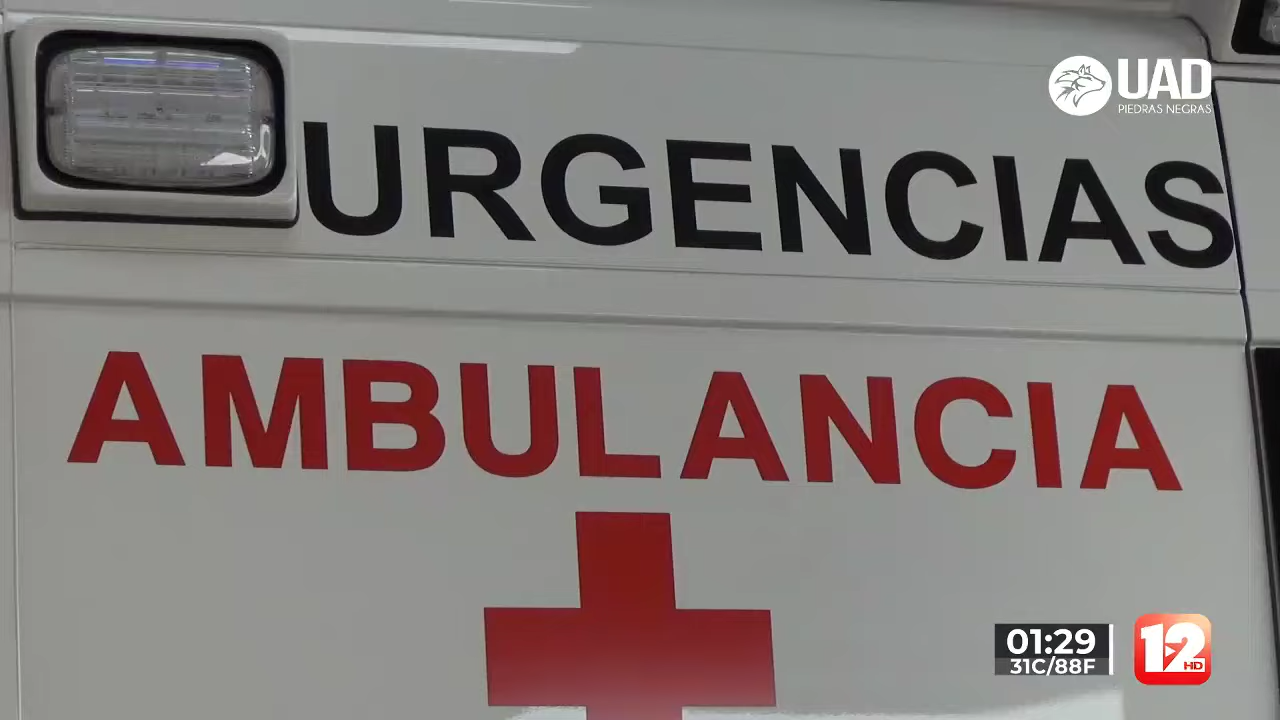 UAD
PIEDRAS NEGRAS
URGENCIAS
AMBULANCIA
01:29
31C/88F
12
HD